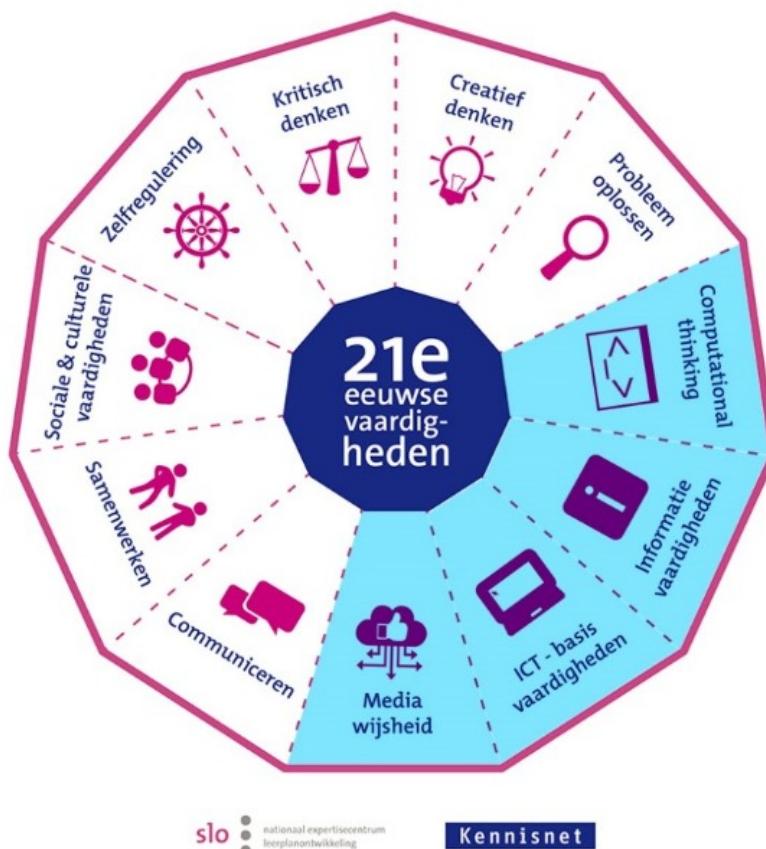 Kritisch
denken
Creatief
denken
Probleem
oplossen
Computational
thinking
Informatie
vaardigheden
ICT - basis
vaardigheden
Media
wijsheid
Communiceren
Samenwerken
Sociale & culturele
vaardigheden
Zelfregulering
21e
eeuwse
vaardig-
heden
i
slo
nationaal expertisecentrum
leerplanontwikkeling
Kennisnet